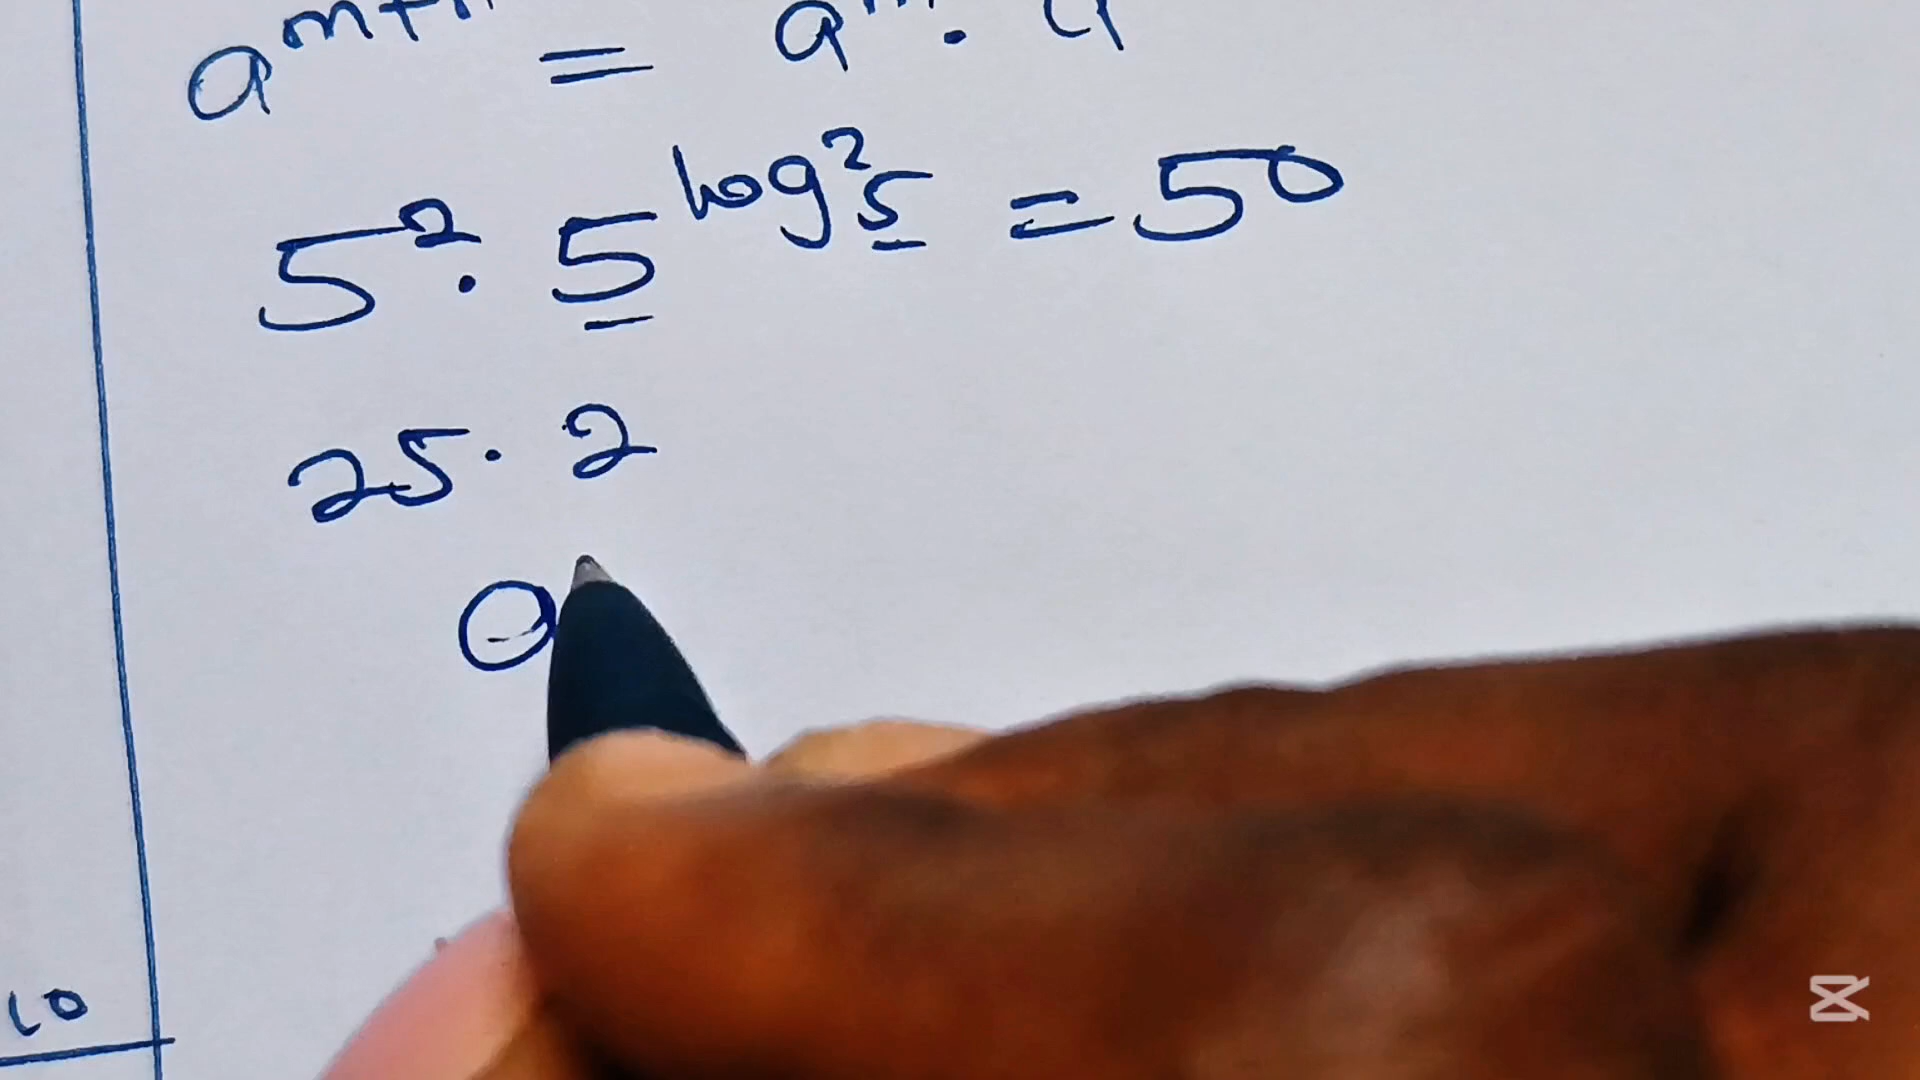 a^m+n = a^m · a
5² · 5^log²5 = 50
25 · 2
a
10